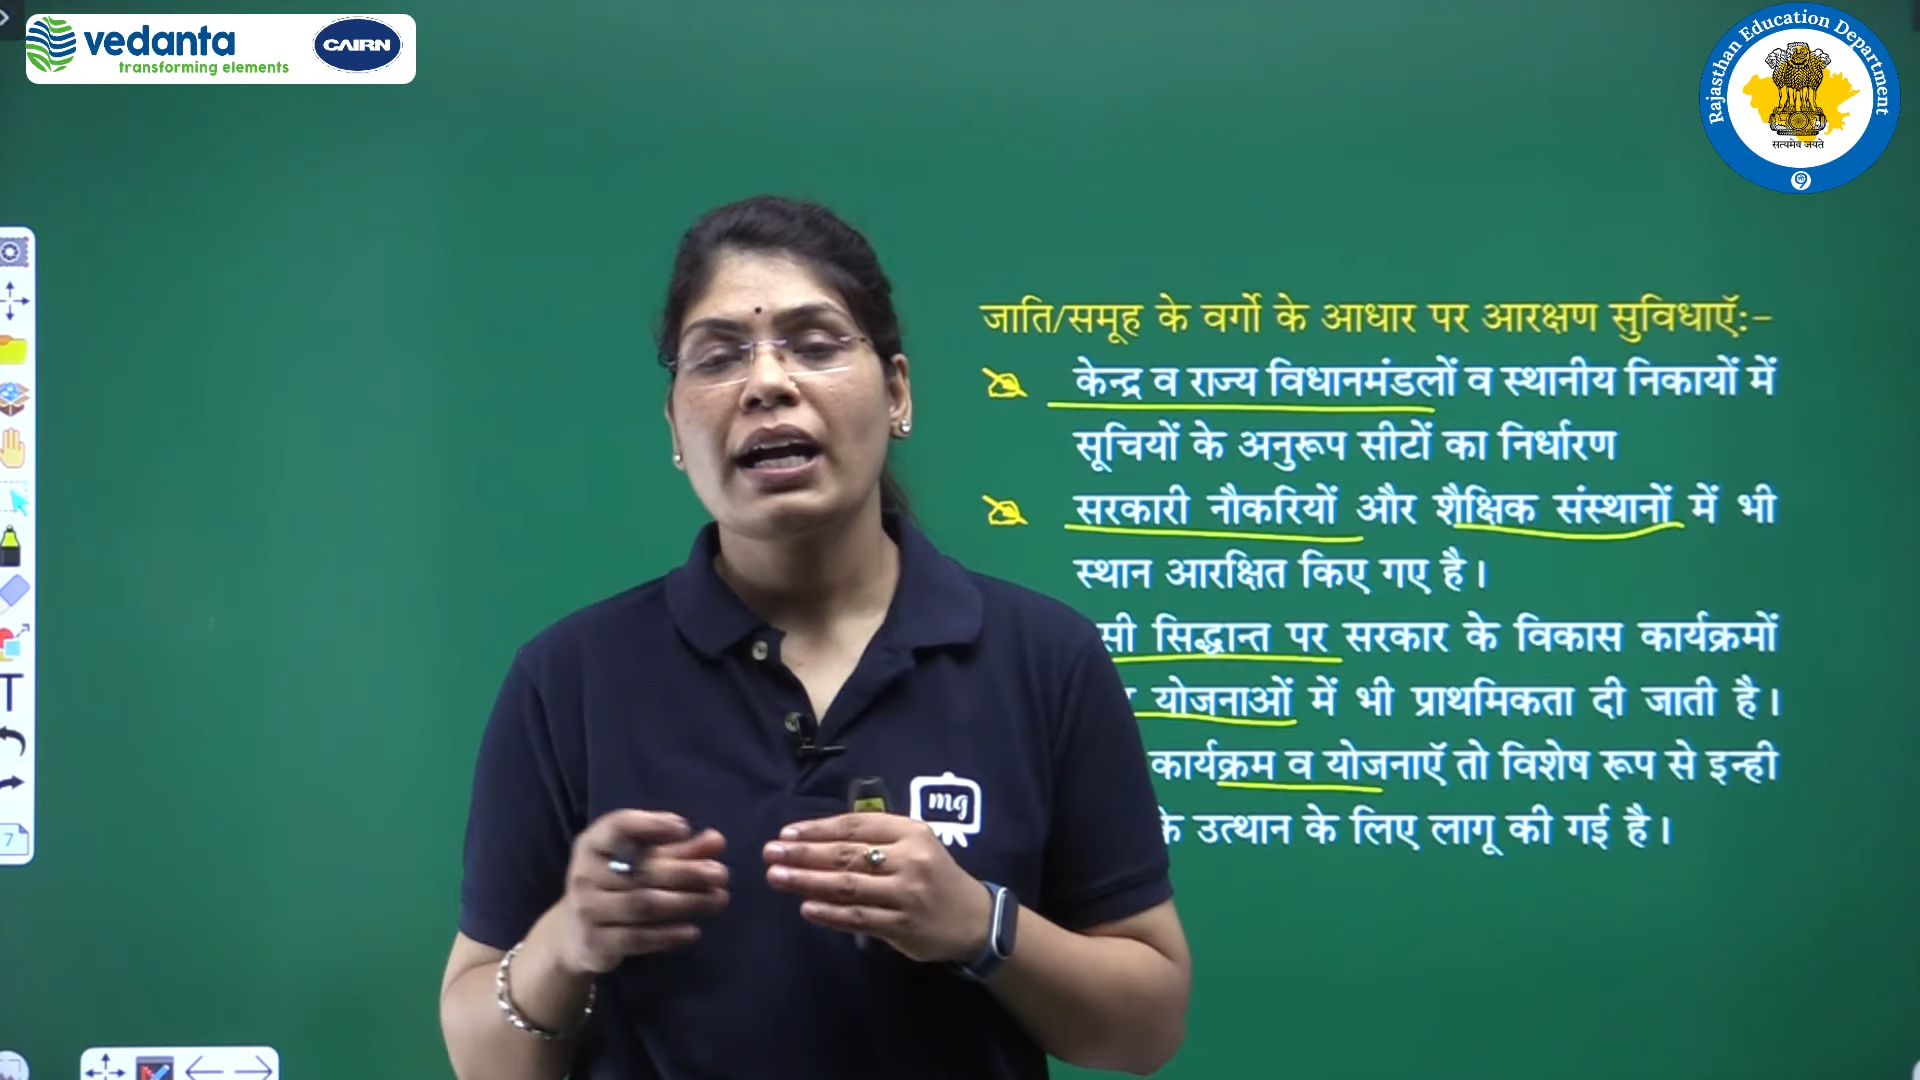 vedanta
transforming elements
CAIRN
Rajasthan Education Department
सत्यमेव जयते
जाति/समूह के वर्गो के आधार पर आरक्षण सुविधाएॅ:–
केन्द्र व राज्य विधानमंडलों व स्थानीय निकायों में
सूचियों के अनुरूप सीटों का निर्धारण
सरकारी नौकरियों और शैक्षिक संस्थानों में भी
स्थान आरक्षित किए गए है।
सिद्धान्त पर सरकार के विकास कार्यक्रमों
योजनाओं में भी प्राथमिकता दी जाती है।
कार्यक्रम व योजनाऍ तो विशेष रूप से इन्ही
के उत्थान के लिए लागू की गई है।
mg
T
7